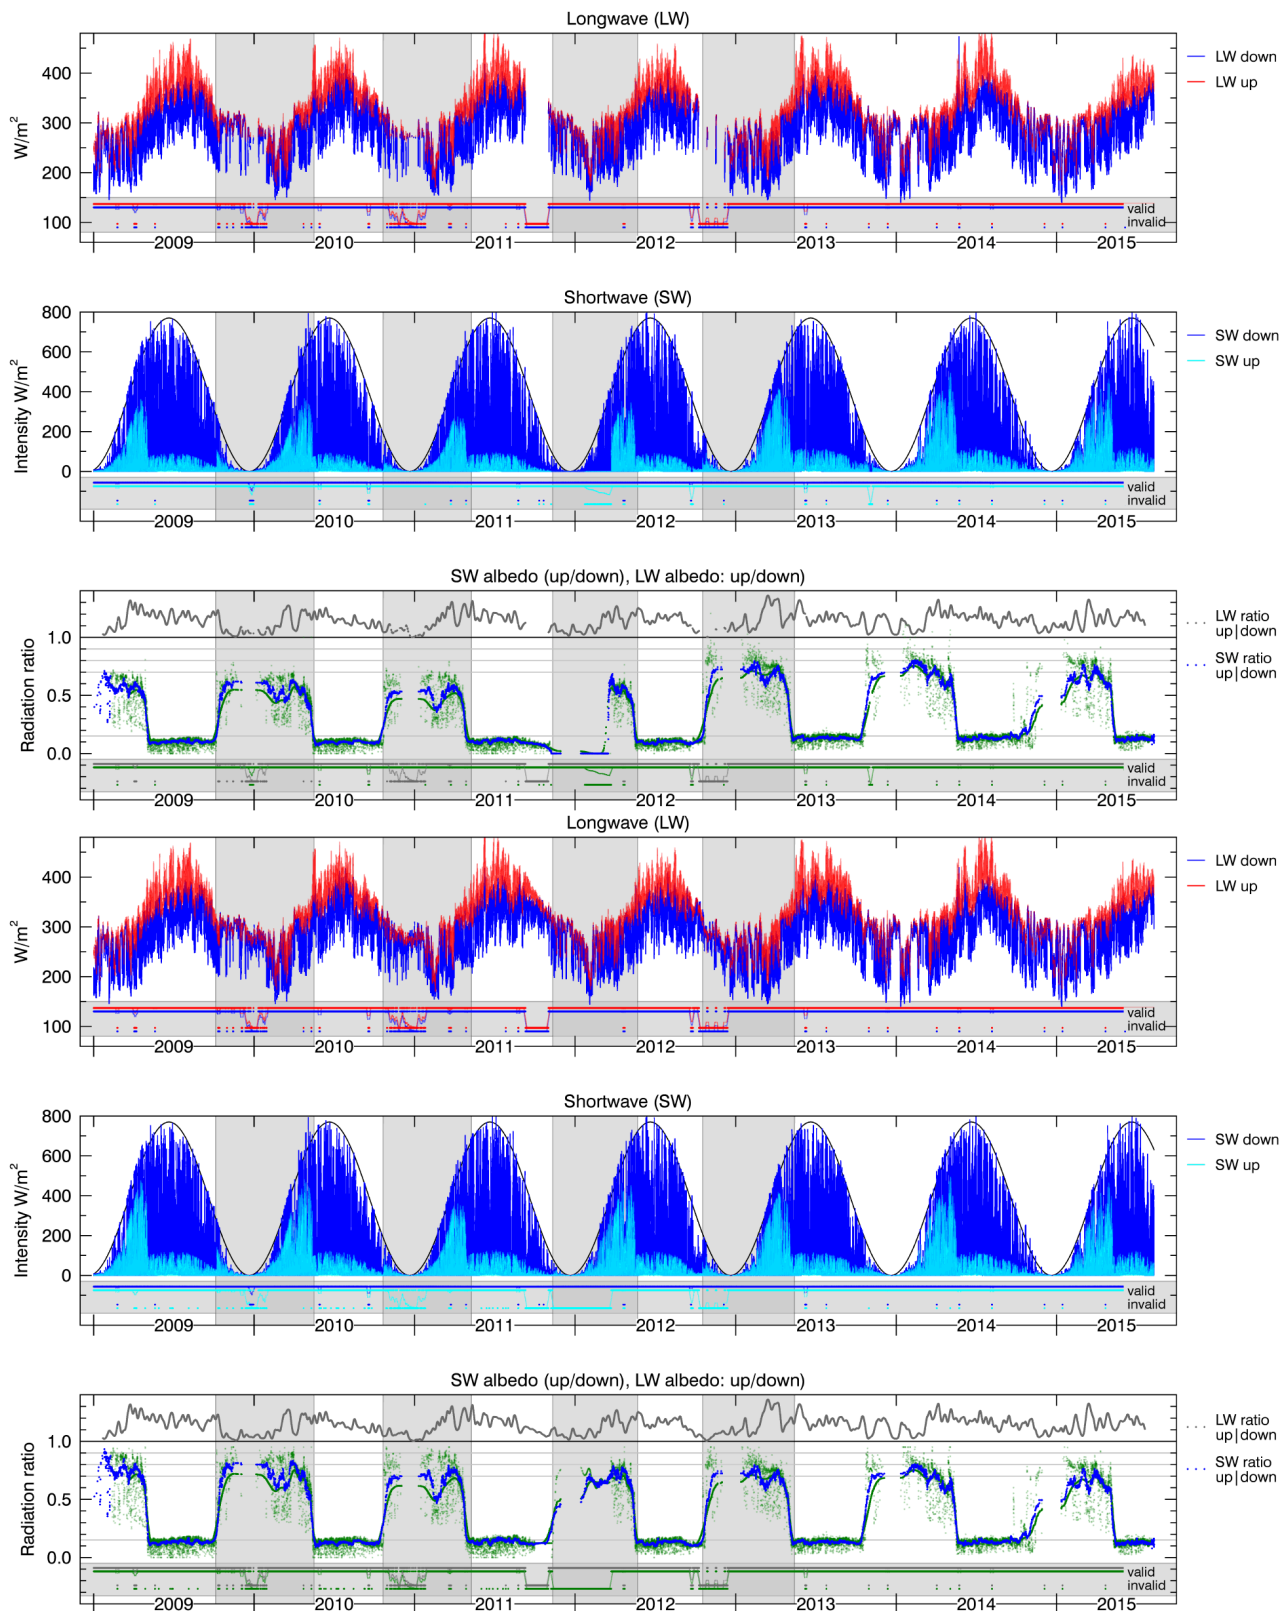 Longwave (LW)
400
300
200
100
W/m²
LW down
LW up
valid
invalid
2009 2010 2011 2012 2013 2014 2015
Shortwave (SW)
800
600
400
200
0
Intensity W/m²
SW down
SW up
valid
invalid
2009 2010 2011 2012 2013 2014 2015
SW albedo (up/down), LW albedo: up/down)
1.0
0.5
0.0
Radiation ratio
LW ratio
up|down
SW ratio
up|down
valid
invalid
2009 2010 2011 2012 2013 2014 2015
Longwave (LW)
400
300
200
100
W/m²
LW down
LW up
valid
invalid
2009 2010 2011 2012 2013 2014 2015
Shortwave (SW)
800
600
400
200
0
Intensity W/m²
SW down
SW up
valid
invalid
2009 2010 2011 2012 2013 2014 2015
SW albedo (up/down), LW albedo: up/down)
1.0
0.5
0.0
Radiation ratio
LW ratio
up|down
SW ratio
up|down
valid
invalid
2009 2010 2011 2012 2013 2014 2015